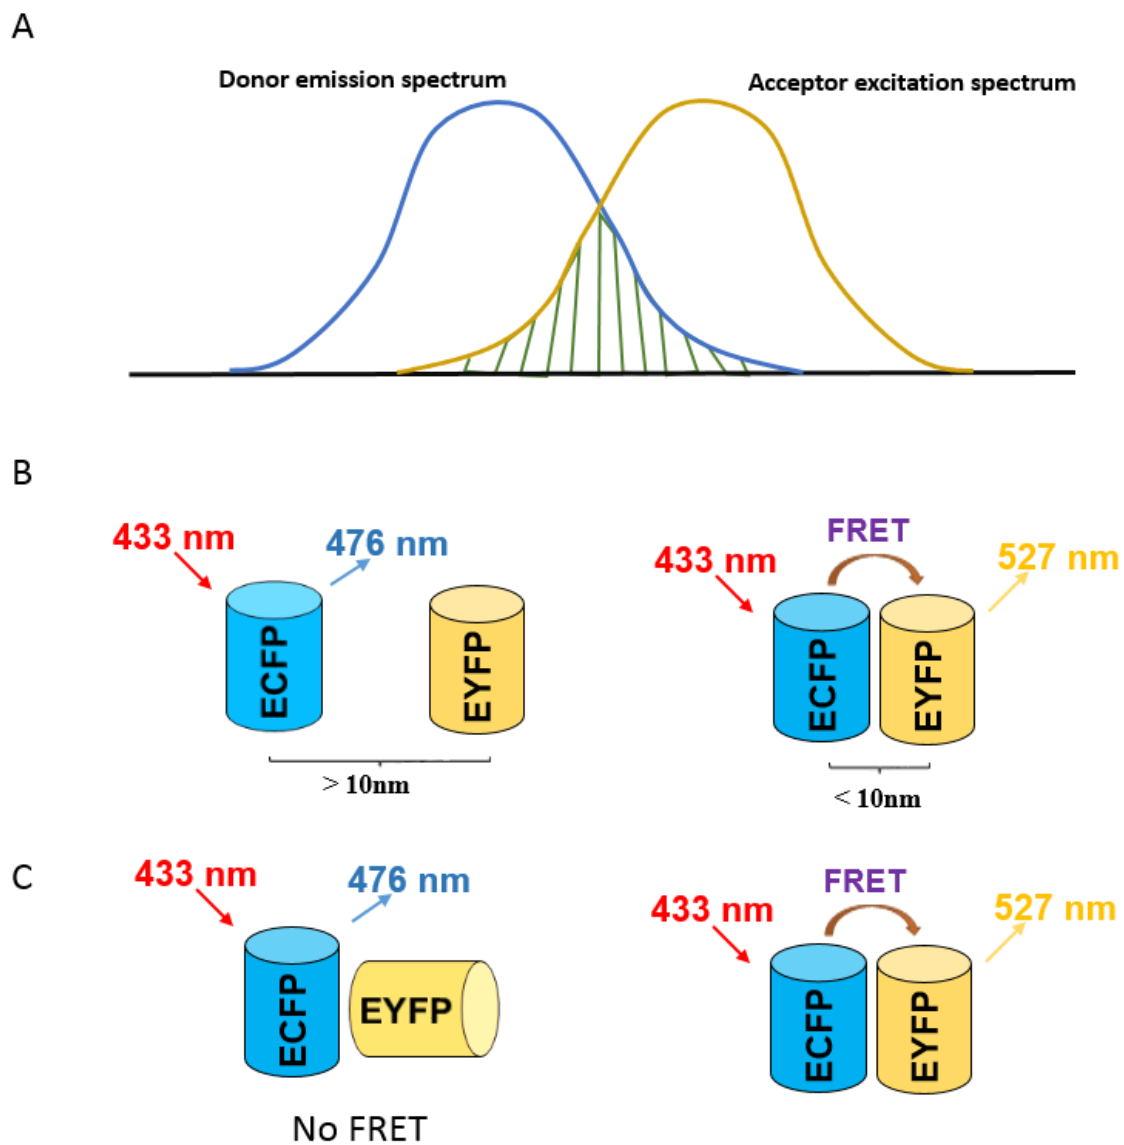 A
Donor emission spectrum
Acceptor excitation spectrum
B
433 nm
476 nm
ECFP
EYFP
> 10nm
FRET
433 nm
527 nm
ECFP
EYFP
< 10nm
C
433 nm
476 nm
ECFP
EYFP
No FRET
FRET
433 nm
527 nm
ECFP
EYFP